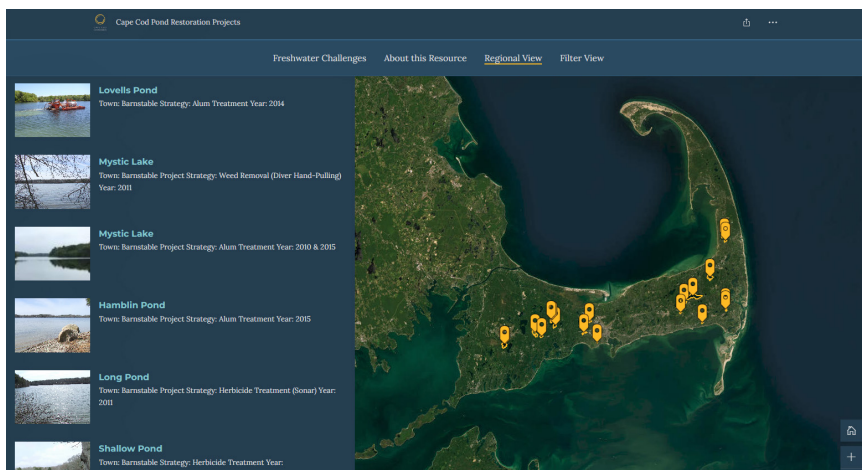 Cape Cod Pond Restoration Projects
Freshwater Challenges About this Resource Regional View Filter View
Lovells Pond
Town: Barnstable Strategy: Alum Treatment Year: 2014
Mystic Lake
Town: Barnstable Project Strategy: Weed Removal (Diver Hand-Pulling)
Year: 2011
Mystic Lake
Town: Barnstable Project Strategy: Alum Treatment Year: 2010 & 2015
Hamblin Pond
Town: Barnstable Project Strategy: Alum Treatment Year: 2015
Long Pond
Town: Barnstable Project Strategy: Herbicide Treatment (Sonar) Year:
2011
Shallow Pond
Town: Barnstable Project Strategy: Herbicide Treatment Year: